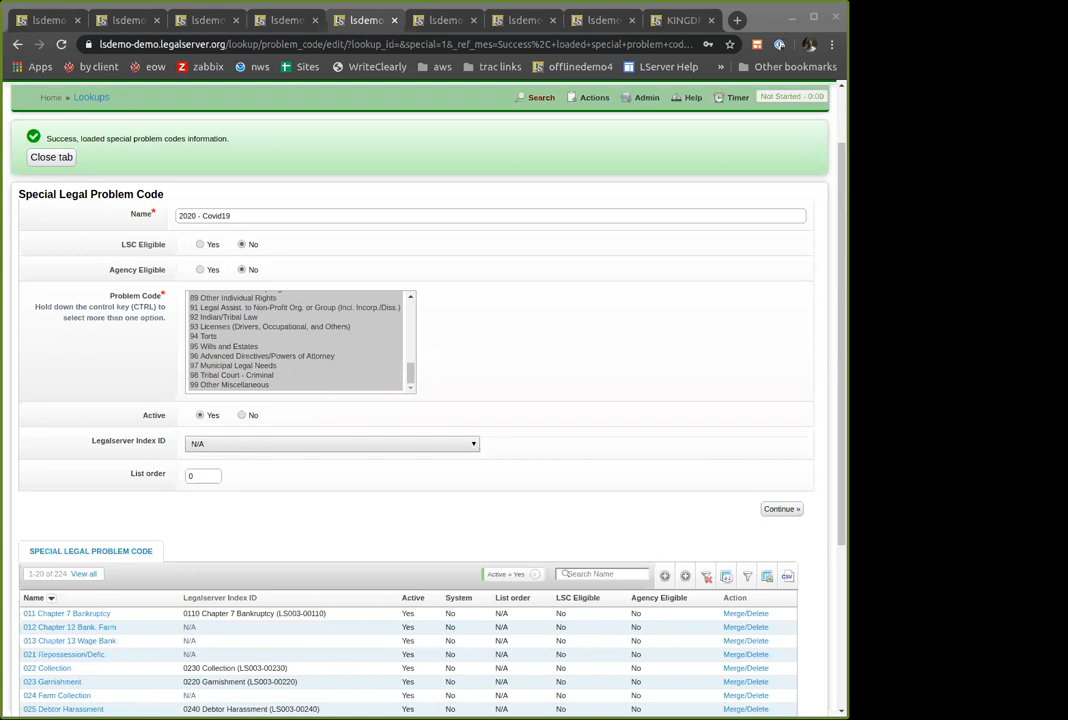 lsdemo
lsdemo
lsdemo
lsdemo
lsdemo
lsdemo
lsdemo
lsdemo
KINGDF
lsdemo-demo.legalserver.org/lookup/problem_code/edit/?lookup_id=&special=1&_ref_mes=Success%2C+loaded+special+problem+cod...
Apps
by client
eow
zabbix
nws
Sites
WriteClearly
aws
trac links
offlinedemo4
LServer Help
»
Other bookmarks
Home » Lookups
Search
Actions
Admin
Help
Timer
Not Started - 0:00
Success, loaded special problem codes information.
Close tab
Special Legal Problem Code
Name* 2020 - Covid19
LSC Eligible Yes No
Agency Eligible Yes No
Problem Code*
Hold down the control key (CTRL) to
select more than one option.
89 Other Individual Rights
91 Legal Assist. to Non-Profit Org. or Group (Incl. Incorp./Diss.)
92 Indian/Tribal Law
93 Licenses (Drivers, Occupational, and Others)
94 Torts
95 Wills and Estates
96 Advanced Directives/Powers of Attorney
97 Municipal Legal Needs
98 Tribal Court - Criminal
99 Other Miscellaneous
Active Yes No
Legalserver Index ID N/A
List order 0
Continue »
SPECIAL LEGAL PROBLEM CODE
1-20 of 224 View all
Active = Yes
Search Name
CSV
Name Legalserver Index ID Active System List order LSC Eligible Agency Eligible Action
011 Chapter 7 Bankruptcy 0110 Chapter 7 Bankruptcy (LS003-00110) Yes No N/A No No Merge/Delete
012 Chapter 12 Bank. Farm N/A Yes No N/A No No Merge/Delete
013 Chapter 13 Wage Bank. N/A Yes No N/A No No Merge/Delete
021 Repossession/Defic. N/A Yes No N/A No No Merge/Delete
022 Collection 0230 Collection (LS003-00230) Yes No N/A No No Merge/Delete
023 Garnishment 0220 Garnishment (LS003-00220) Yes No N/A No No Merge/Delete
024 Farm Collection N/A Yes No N/A No No Merge/Delete
025 Debtor Harassment 0240 Debtor Harassment (LS003-00240) Yes No N/A No No Merge/Delete